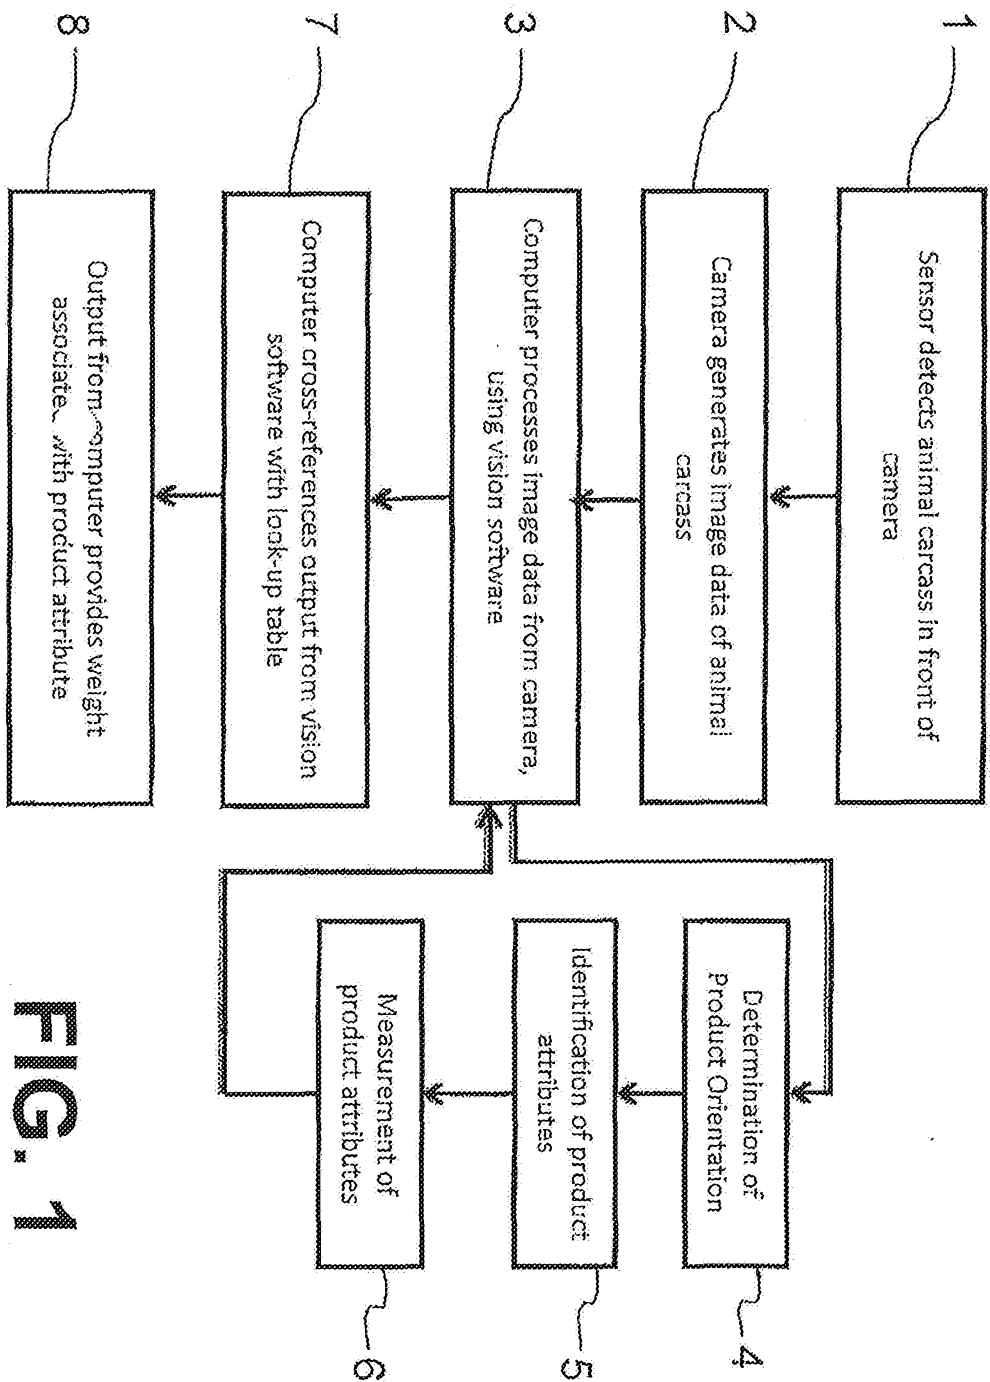 1
Sensor detects animal carcass in front of
camera
2
Camera generates image data of animal
carcass
3
Computer processes image data from camera,
using vision software
4
Determination of
Product Orientation
5
Identification of product
attributes
6
Measurement of
product attributes
7
Computer cross-references output from vision
software with look-up table
8
Output from computer provides weight
with product attribute
FIG. 1